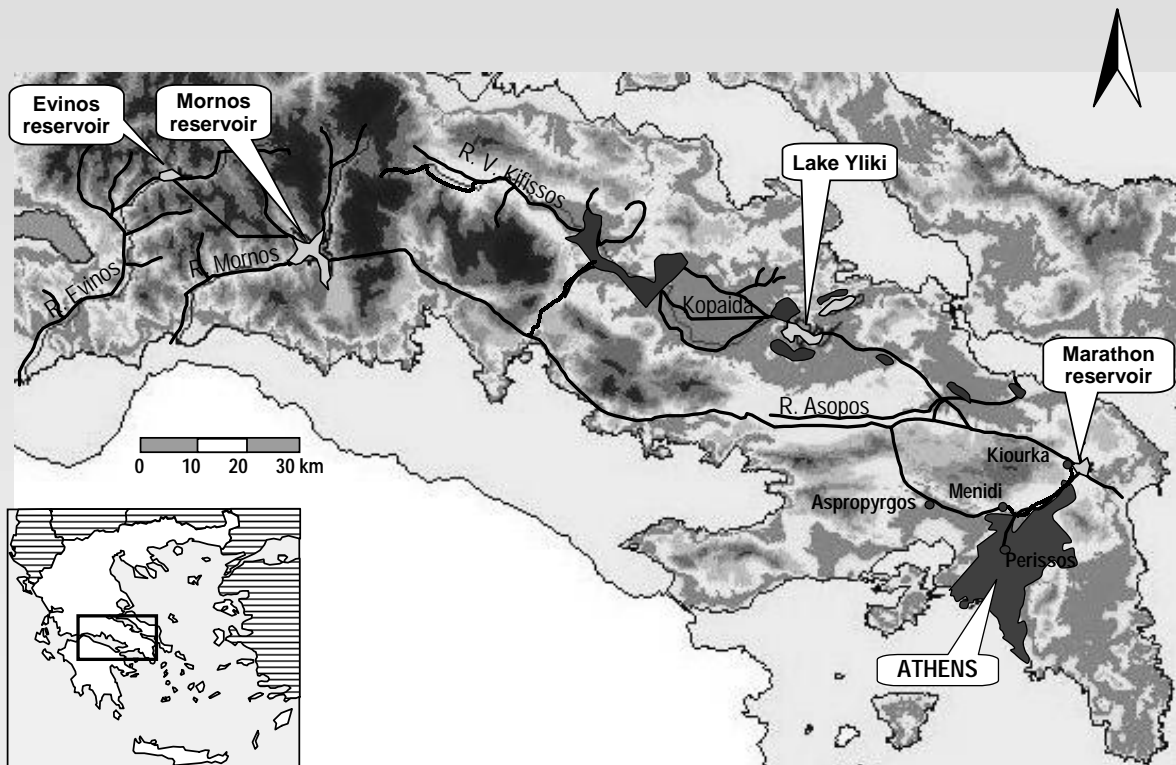 Evinos
reservoir
Mornos
reservoir
R. V. Kifissos
Lake Yliki
R. Evinos
R. Mornos
Kopaida
Marathon
reservoir
R. Asopos
0 10 20 30 km
Kiourka
Menidi
Aspropyrgos
Perissos
ATHENS